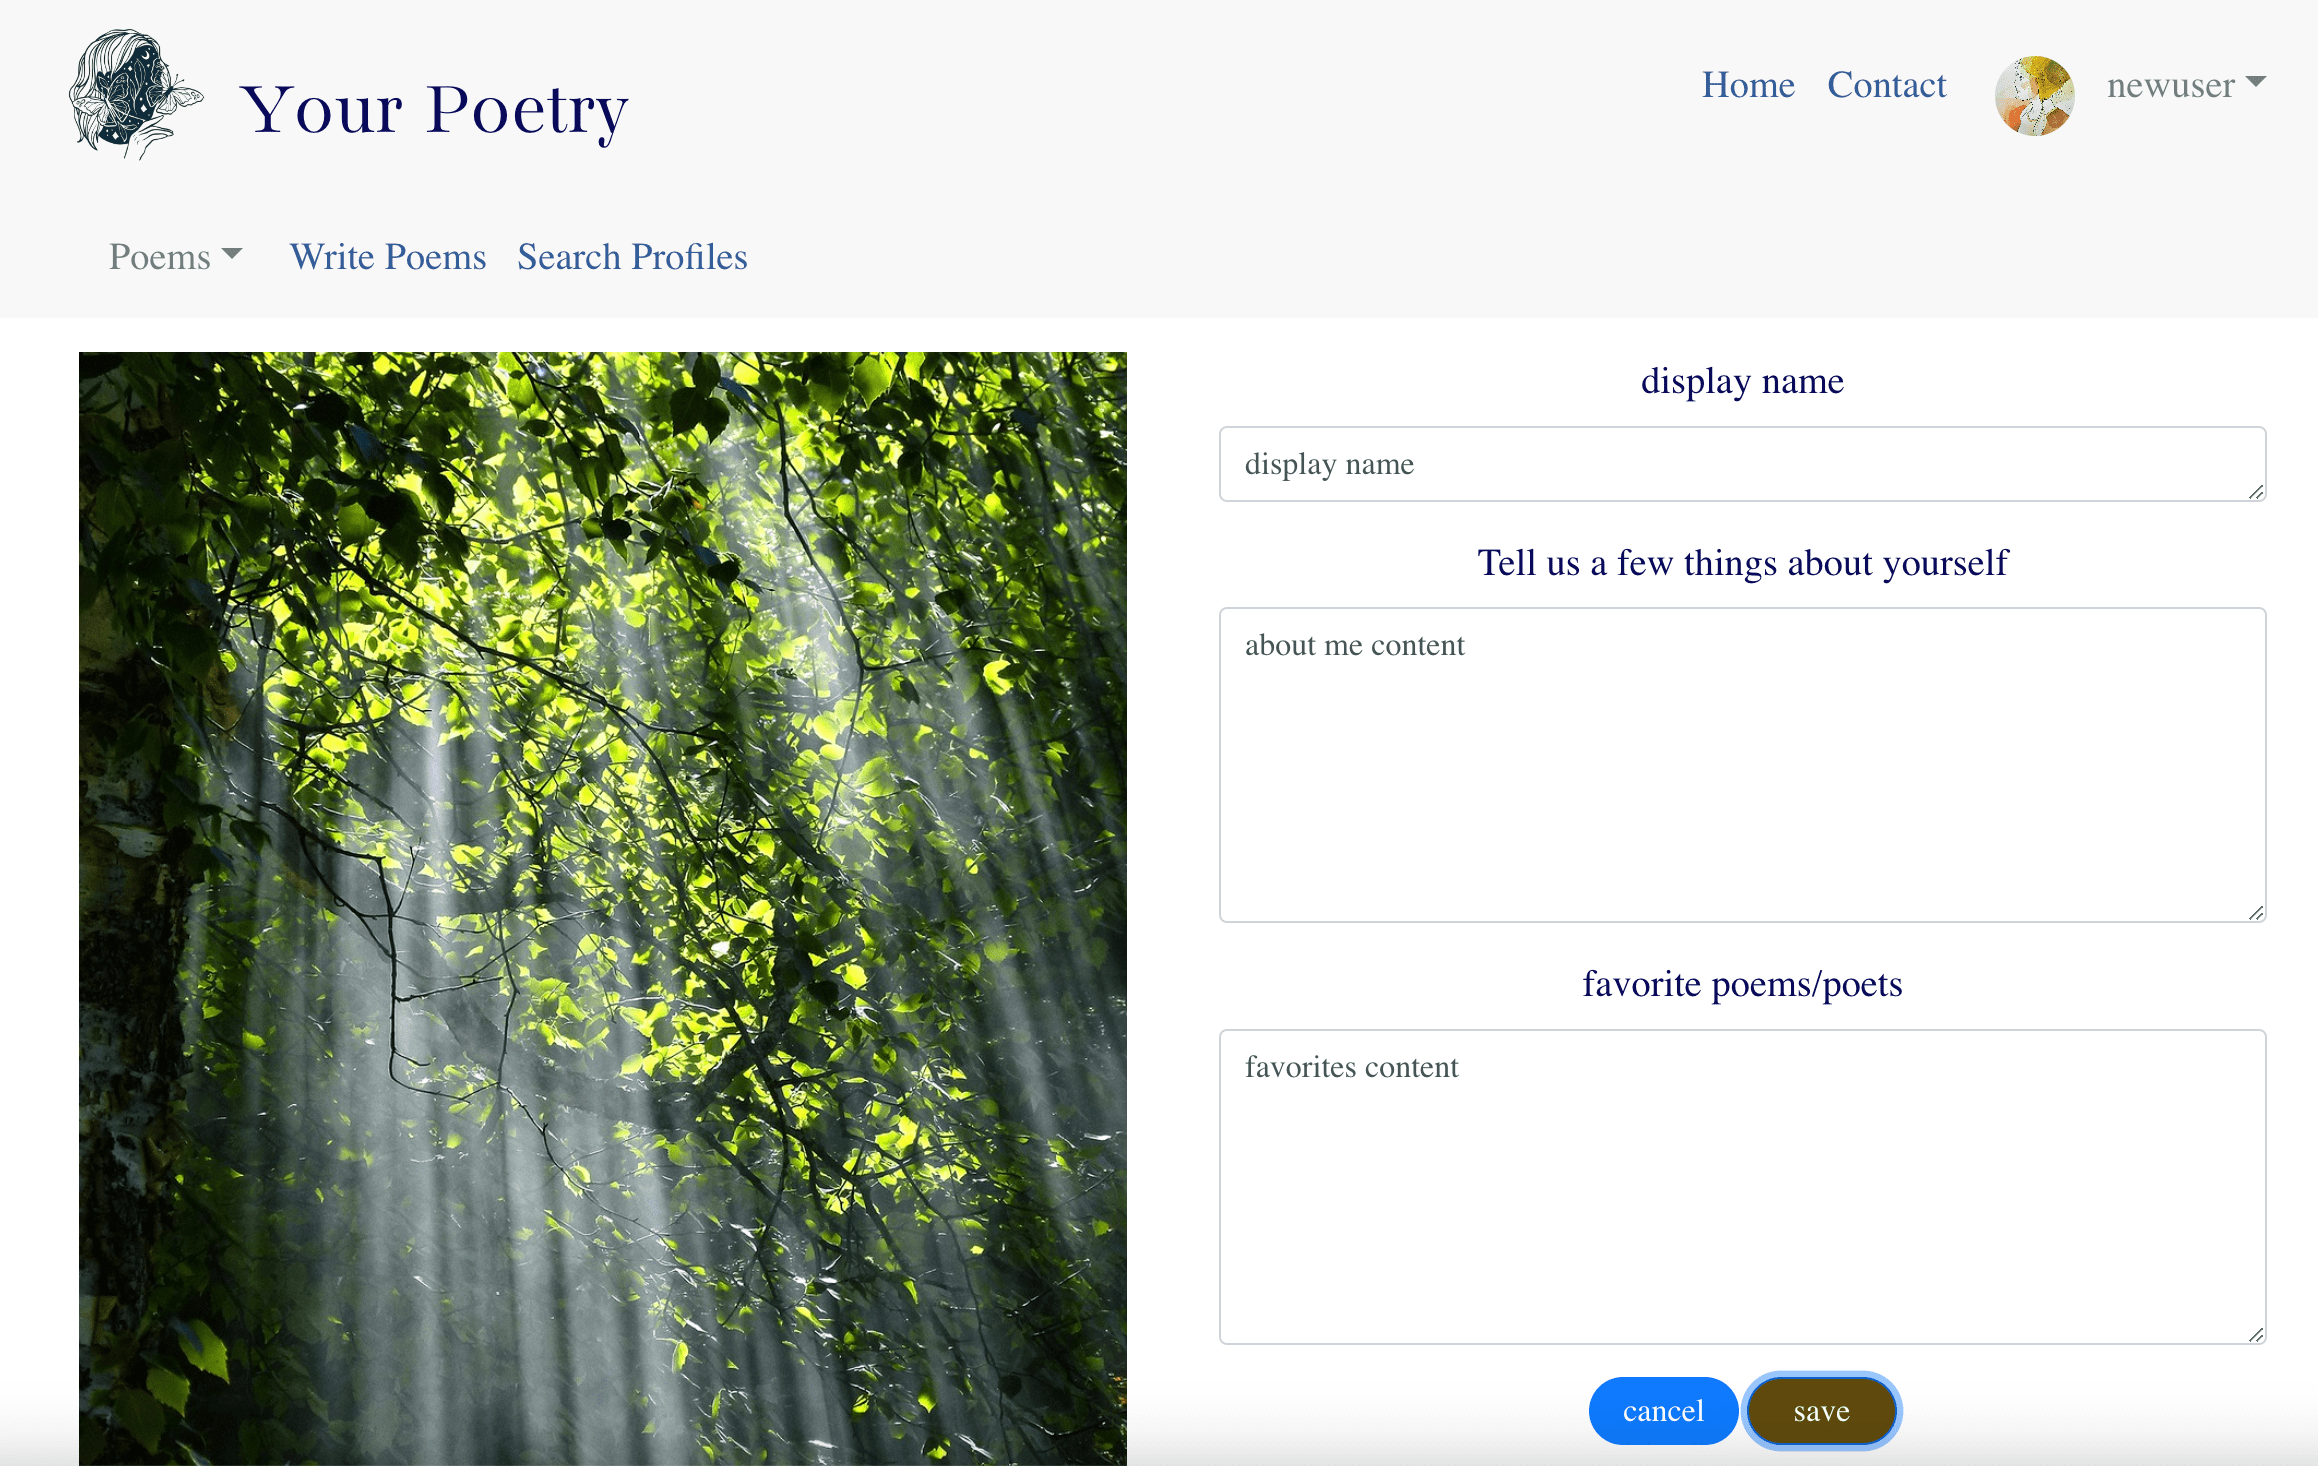 Your Poetry
Home Contact newuser
Poems Write Poems Search Profiles
display name
display name
Tell us a few things about yourself
about me content
favorite poems/poets
favorites content
cancel save